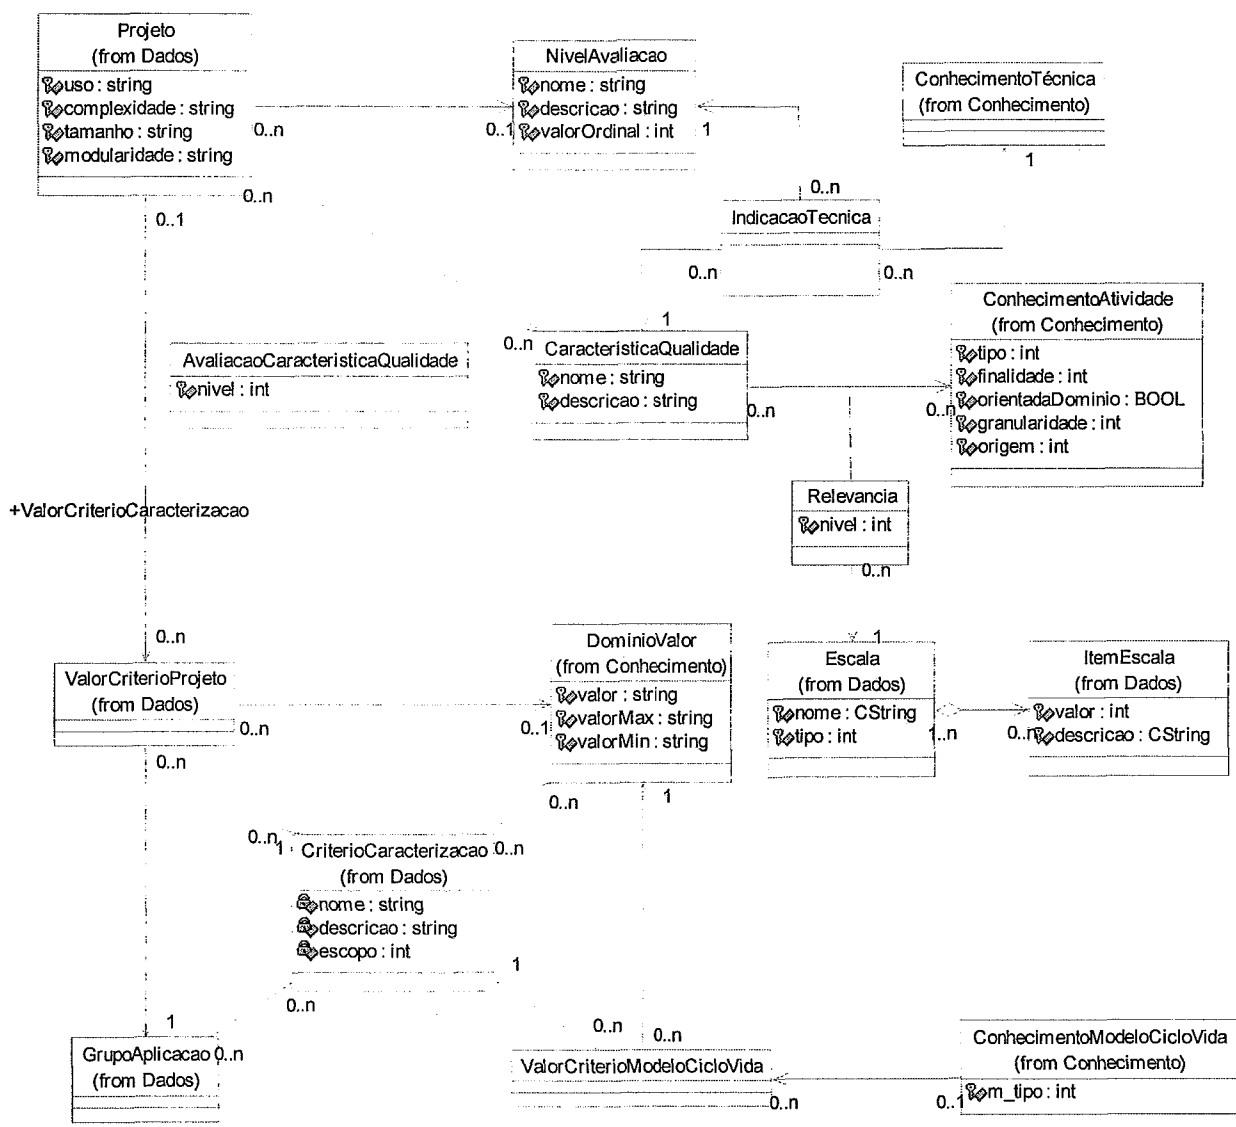 Projeto
(from Dados)
uso : string
complexidade : string
tamanho : string
modularidade : string
0..n
0..1
NivelAvaliacao
nome : string
descricao : string
valorOrdinal : int
1
ConhecimentoTécnica
(from Conhecimento)
1
0..n
0..1
0..n
IndicacaoTecnica
0..n
0..n
ConhecimentoAtividade
(from Conhecimento)
tipo : int
finalidade : int
orientadaDominio : BOOL
granularidade : int
origem : int
1
0..n
CaracteristicaQualidade
nome : string
descricao : string
0..n
0..n
AvaliacaoCaracteristicaQualidade
nivel : int
Relevancia
nivel : int
0..n
+ValorCriterioCaracterizacao
0..n
1
ValorCriterioProjeto
(from Dados)
0..n
0..1
0..n
DominioValor
(from Conhecimento)
valor : string
valorMax : string
valorMin : string
0..n
1
Escala
(from Dados)
nome : CString
tipo : int
1..n
0..n
ItemEscala
(from Dados)
valor : int
descricao : CString
0..n
1
CriterioCaracterizacao
(from Dados)
0..n
nome : string
descricao : string
escopo : int
1
0..n
1
GrupoAplicacao
(from Dados)
0..n
0..n
0..n
ValorCriterioModeloCicloVida
0..n
0..1
ConhecimentoModeloCicloVida
(from Conhecimento)
m_tipo : int